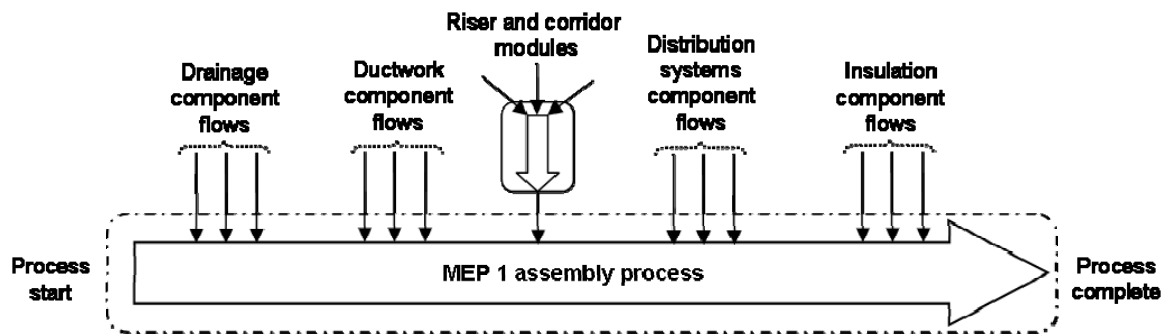 Drainage
component
flows
Ductwork
component
flows
Riser and corridor
modules
Distribution
systems
component
flows
Insulation
component
flows
Process
start
MEP 1 assembly process
Process
complete